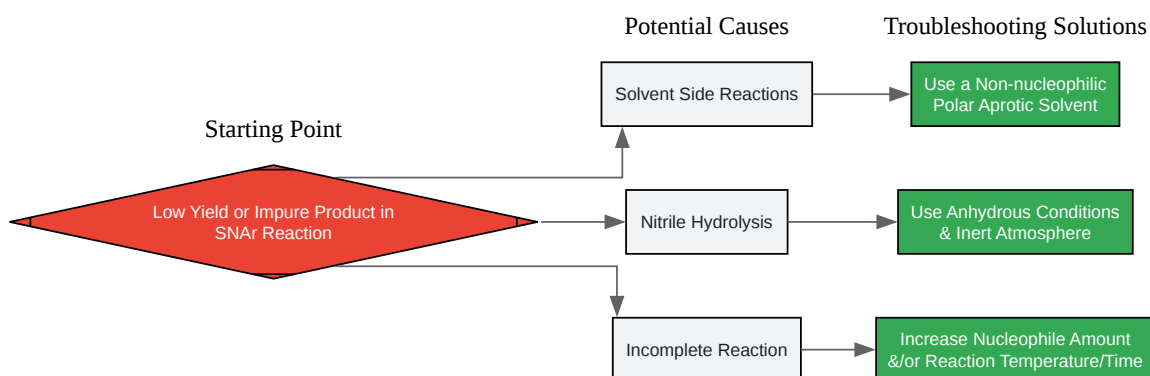 Potential Causes
Troubleshooting Solutions
Starting Point
Solvent Side Reactions
Use a Non-nucleophilic
Polar Aprotic Solvent
Low Yield or Impure Product in
SNAr Reaction
Nitrile Hydrolysis
Use Anhydrous Conditions
& Inert Atmosphere
Incomplete Reaction
Increase Nucleophile Amount
&/or Reaction Temperature/Time